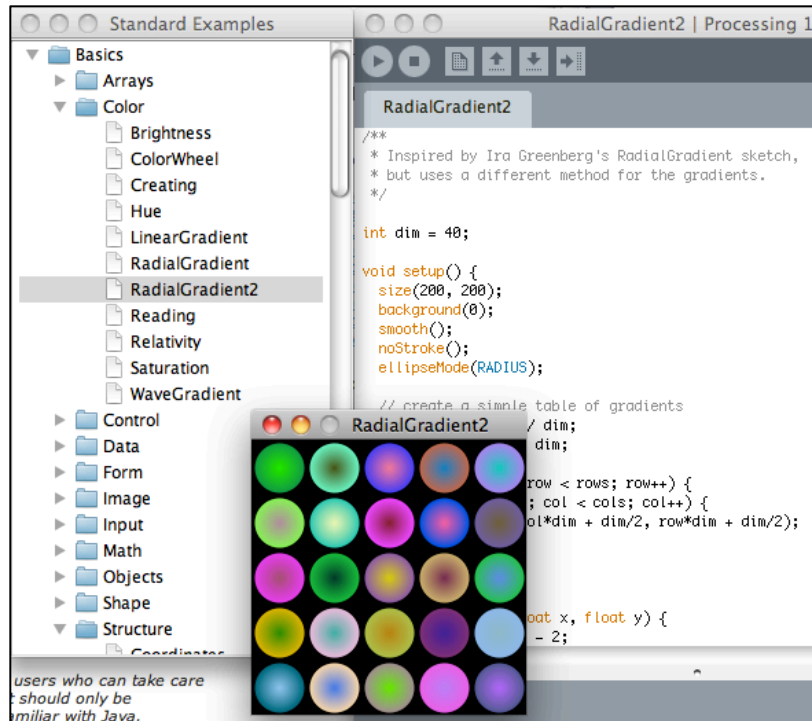 Standard Examples
Basics
Arrays
Color
Brightness
ColorWheel
Creating
Hue
LinearGradient
RadialGradient
RadialGradient2
Reading
Relativity
Saturation
WaveGradient
Control
Data
Form
Image
Input
Math
Objects
Shape
Structure
Coordinates
users who can take care
t should only be
amiliar with Java.
RadialGradient2 | Processing 1
RadialGradient2
/**
* Inspired by Ira Greenberg's RadialGradient sketch,
* but uses a different method for the gradients.
*/
int dim = 40;
void setup() {
size(200, 200);
background(0);
smooth();
noStroke();
ellipseMode(RADIUS);
// create a simple table of gradients
/ dim;
dim;
row < rows; row++) {
; col < cols; col++) {
ol*dim + dim/2, row*dim + dim/2);
oat x, float y) {
- 2;
RadialGradient2